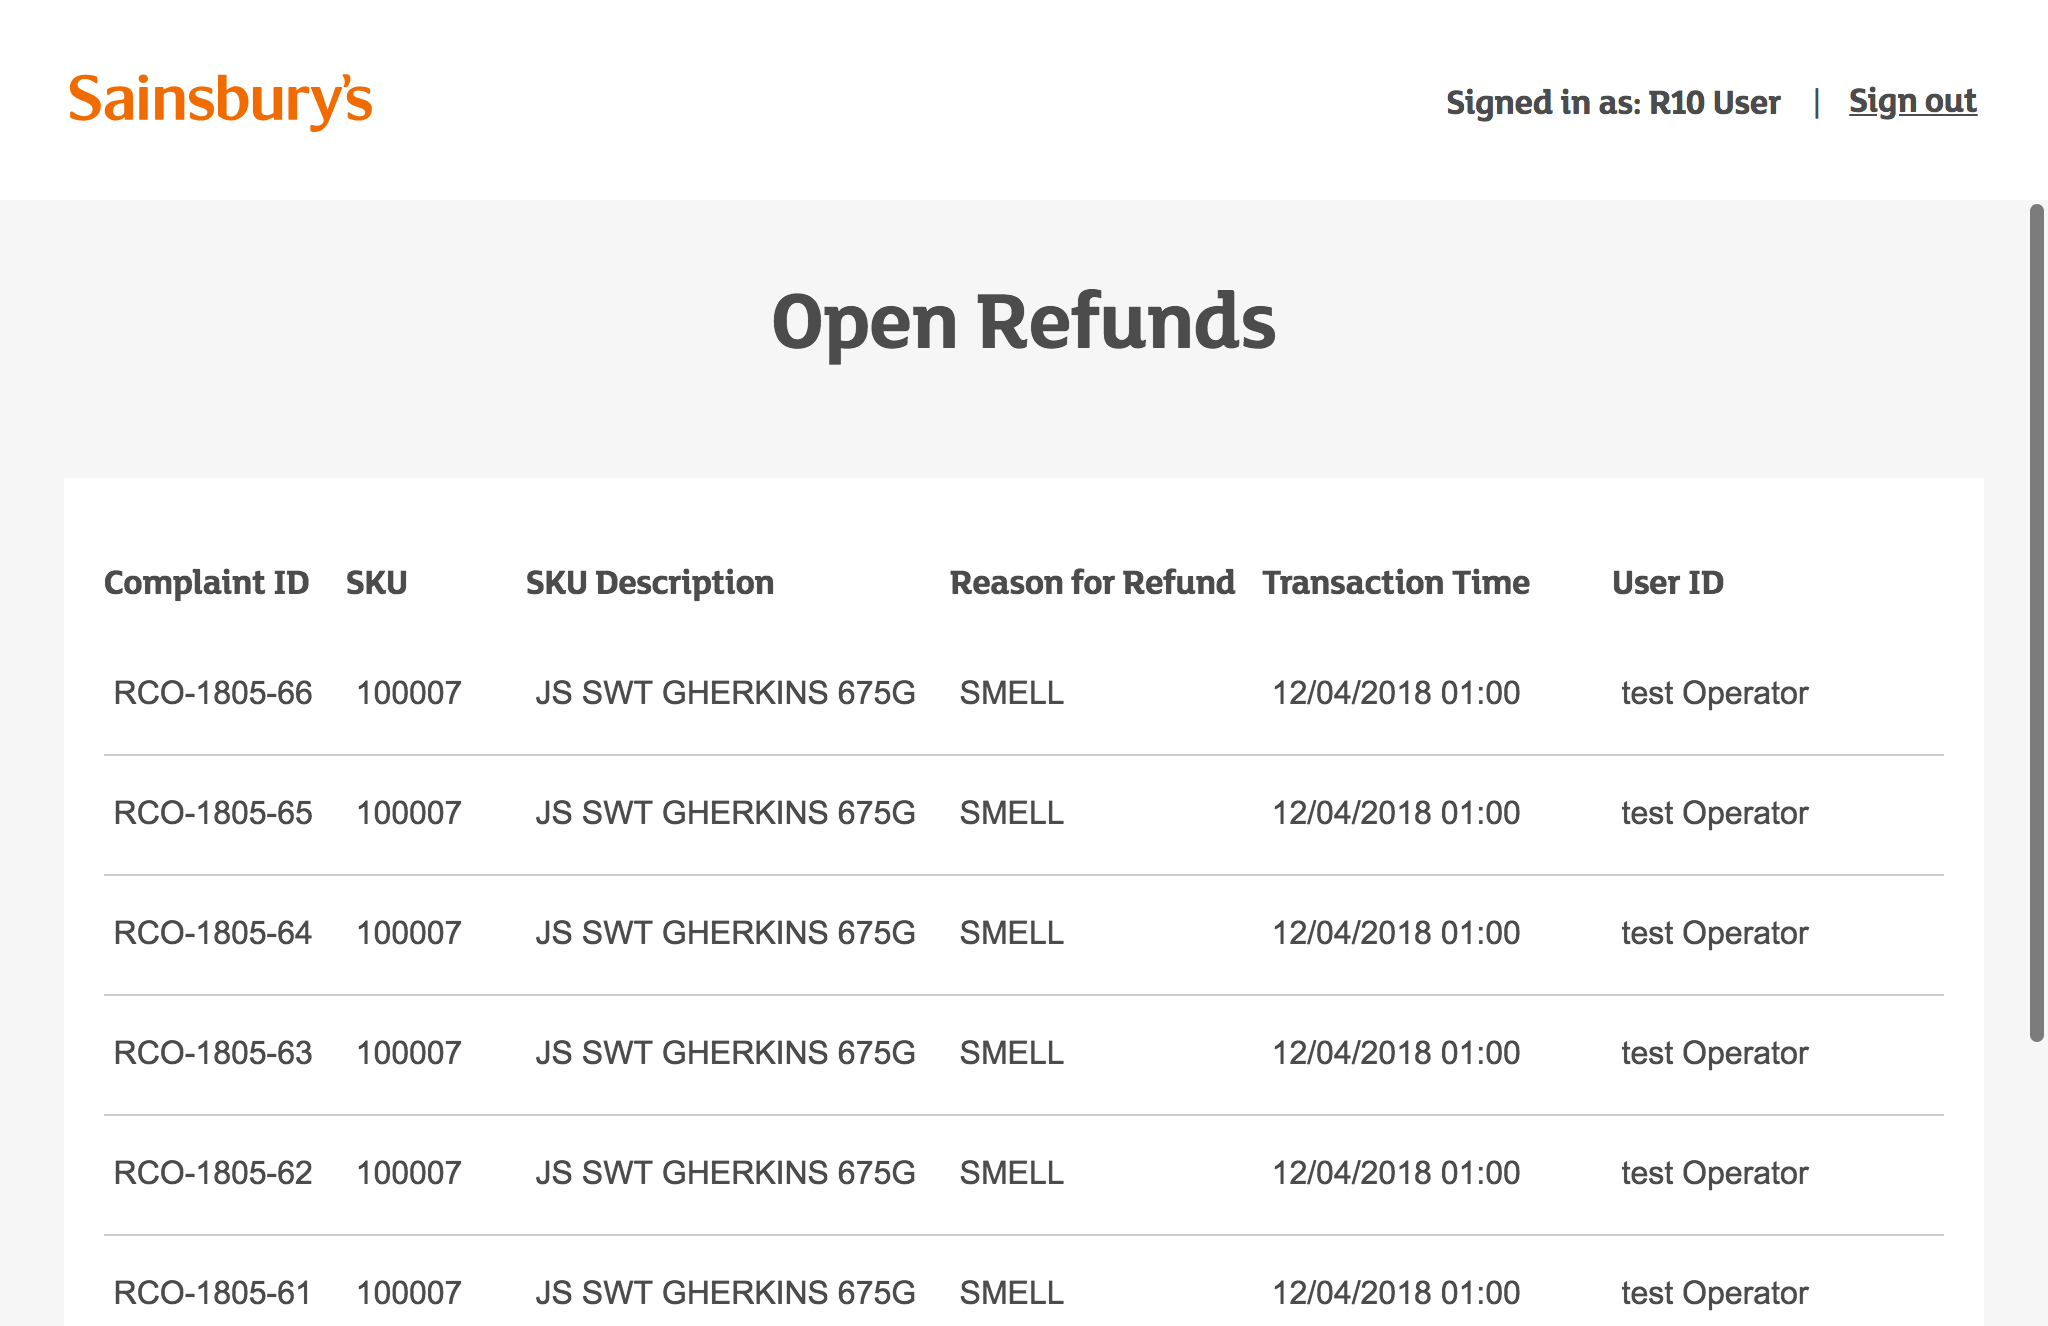 Sainsbury's
Signed in as: R10 User | Sign out
Open Refunds
Complaint ID SKU SKU Description Reason for Refund Transaction Time User ID
RCO-1805-66 100007 JS SWT GHERKINS 675G SMELL 12/04/2018 01:00 test Operator
RCO-1805-65 100007 JS SWT GHERKINS 675G SMELL 12/04/2018 01:00 test Operator
RCO-1805-64 100007 JS SWT GHERKINS 675G SMELL 12/04/2018 01:00 test Operator
RCO-1805-63 100007 JS SWT GHERKINS 675G SMELL 12/04/2018 01:00 test Operator
RCO-1805-62 100007 JS SWT GHERKINS 675G SMELL 12/04/2018 01:00 test Operator
RCO-1805-61 100007 JS SWT GHERKINS 675G SMELL 12/04/2018 01:00 test Operator